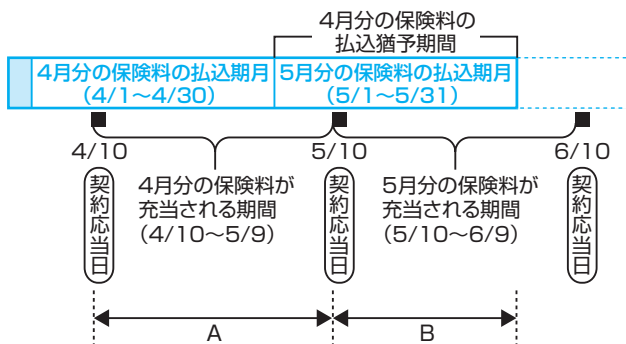 4月分の保険料の
払込猶予期間
4月分の保険料の払込期月
(4/1～4/30)
5月分の保険料の払込期月
(5/1～5/31)
4/10
5/10
6/10
契約応当日
4月分の保険料が
充当される期間
(4/10～5/9)
契約応当日
5月分の保険料が
充当される期間
(5/10～6/9)
契約応当日
A
B